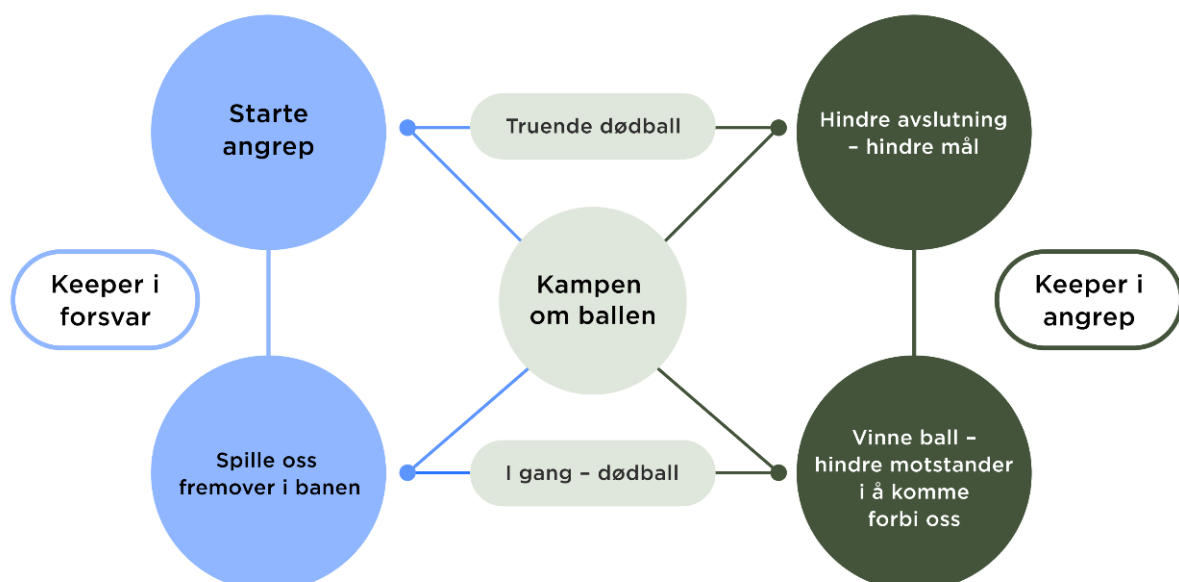 Starte
angrep
Truende dødball
Hindre avslutning
– hindre mål
Keeper i
forsvar
Kampen
om ballen
Keeper i
angrep
Spille oss
fremover i banen
I gang – dødball
Vinne ball –
hindre motstander
i å komme
forbi oss